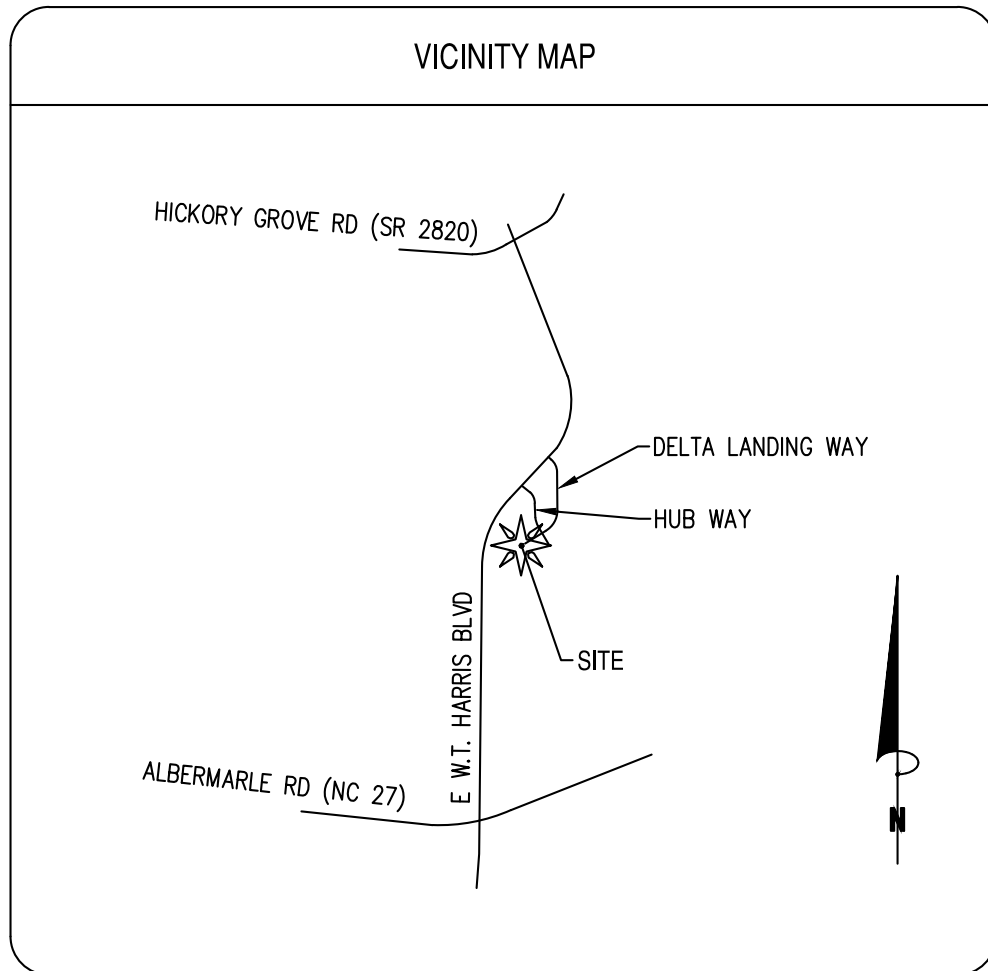 VICINITY MAP
HICKORY GROVE RD (SR 2820)
DELTA LANDING WAY
HUB WAY
E W.T. HARRIS BLVD
SITE
ALBERMARLE RD (NC 27)
N